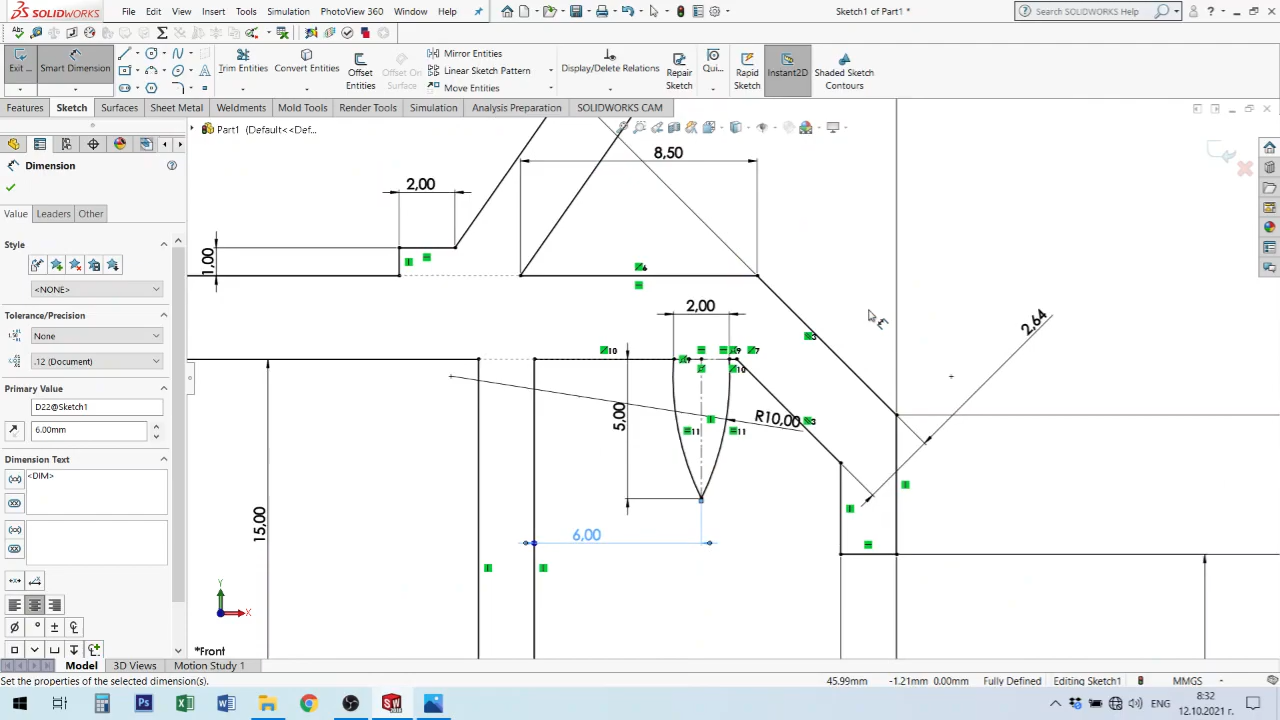 SOLIDWORKS File Edit View Insert Tools Simulation PhotoView 360 Window Help Sketch1 of Part1 * Search SOLIDWORKS Help
Exit ... Smart Dimension Trim Entities Convert Entities Offset Entities Offset On Surface Mirror Entities Linear Sketch Pattern Move Entities Display/Delete Relations Repair Sketch Qui... Rapid Sketch Instant2D Shaded Sketch Contours
Features Sketch Surfaces Sheet Metal Weldments Mold Tools Render Tools Simulation Analysis Preparation SOLIDWORKS CAM
Part1 (Default<<Def...
Dimension
Value Leaders Other
Style
<NONE>
Tolerance/Precision
None
.12 (Document)
Primary Value
D22@Sketch1
6.00mm
Dimension Text
<DIM>
8,50
2,00
1,00
2,00
2,64
5,00
R10,00
15,00
6,00
Y
X
*Front
Model 3D Views Motion Study 1
Set the properties of the selected dimension(s). 45.99mm -1.21mm 0.00mm Fully Defined Editing Sketch1 MMGS
ENG 8:32
12.10.2021 г.